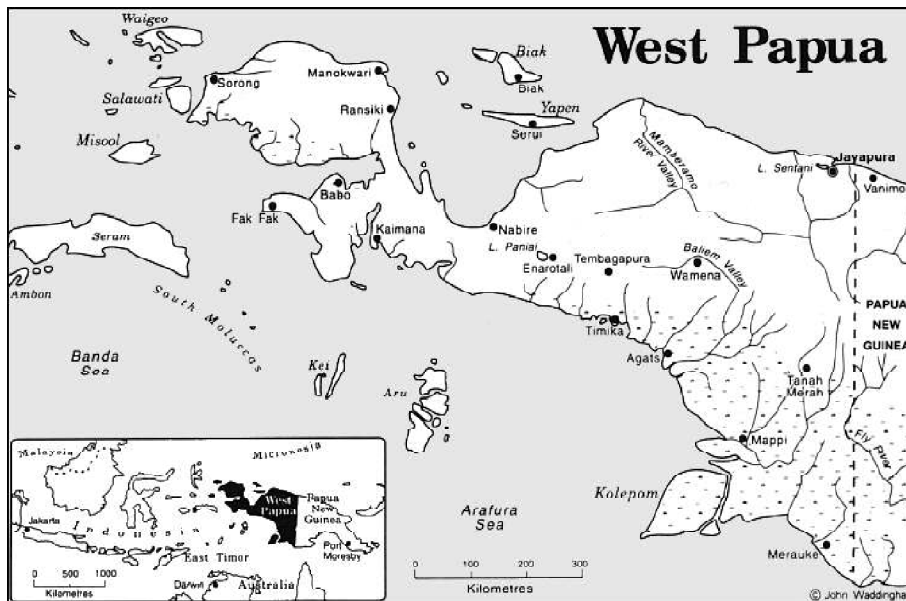 West Papua
Waigeo
Biak
Manokwari
Sorong
Biak
Salawati
Ransiki
Yapen
Serui
Misool
Mamberamo
River Valley
Jayapura
L. Sentani
Vanimo
Babo
Fak Fak
Kaimana
Nabire
Seram
L. Paniai
Enarotali
Tembagapura
Baliem Valley
Wamena
Ambon
South Moluccas
PAPUA
NEW
GUINEA
Timika
Banda
Sea
Agats
Kei
Aru
Tanah
Merah
Mappi
Fly River
Kolepom
Arafura
Sea
Merauke
Malaysia
Micronesia
West
Papua
Papua
New
Guinea
Jakarta
Indonesia
Port
Moresby
East Timor
Darwin
Australia
0 500 1000
Kilometres
0 100 200 300
Kilometres
© John Waddingha